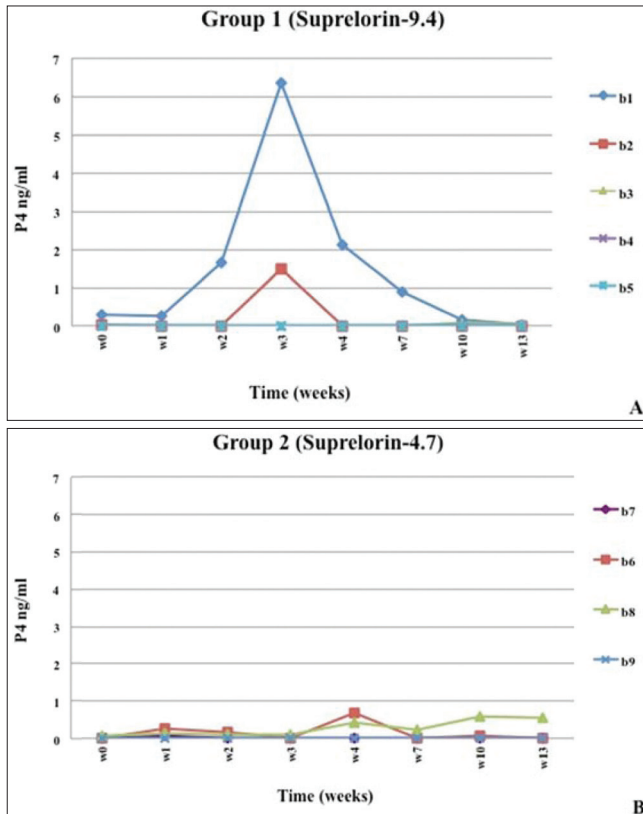 Group 1 (Suprelorin-9.4)
7
6
5
4
3
2
1
0
P4 ng/ml
w0
w1
w2
w3
w4
w7
w10
w13
Time (weeks)
b1
b2
b3
b4
b5
A
Group 2 (Suprelorin-4.7)
7
6
5
4
3
2
1
0
P4 ng/ml
w0
w1
w2
w3
w4
w7
w10
w13
Time (weeks)
b7
b6
b8
b9
B